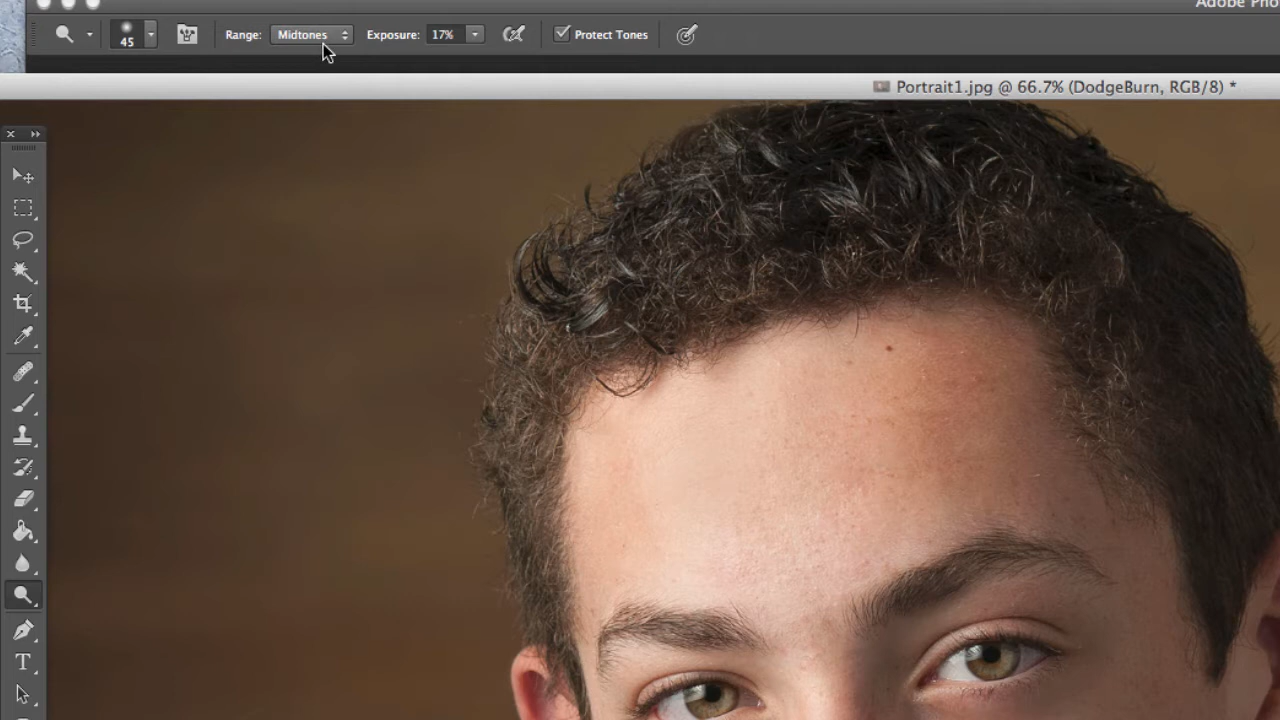 Adobe Pho
45 Range: Midtones Exposure: 17% Protect Tones
Portrait1.jpg @ 66.7% (DodgeBurn, RGB/8) *
T